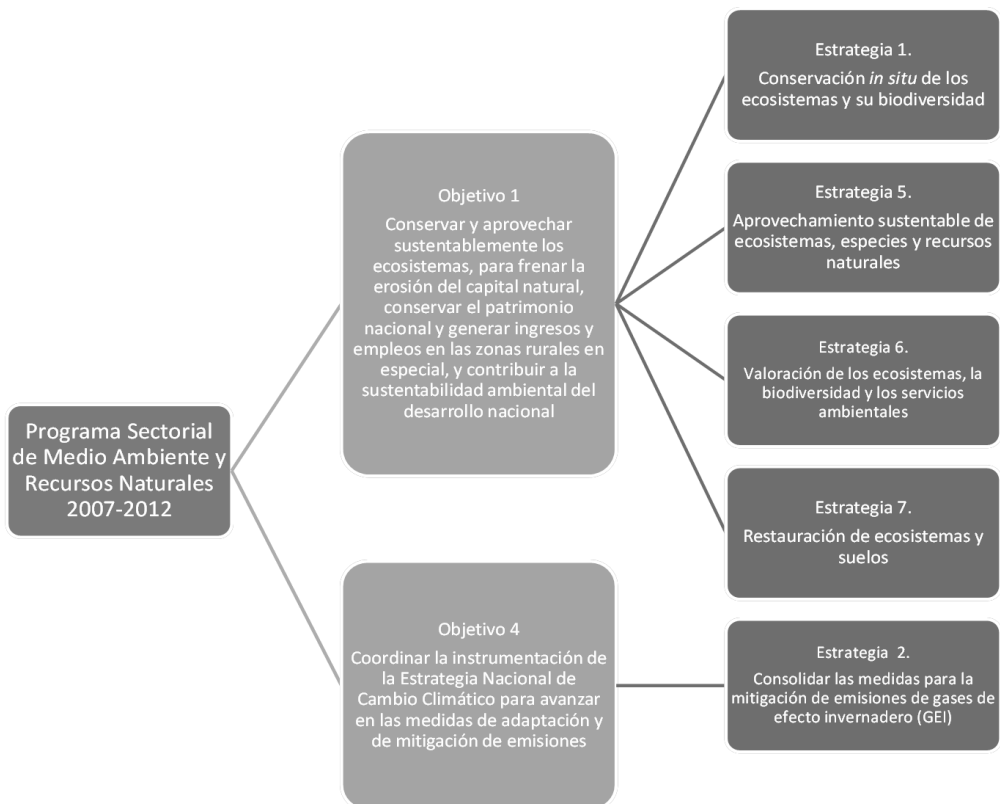 Programa Sectorial
de Medio Ambiente y
Recursos Naturales
2007-2012
Objetivo 1
Conservar y aprovechar
sustentablemente los
ecosistemas, para frenar la
erosión del capital natural,
conservar el patrimonio
nacional y generar ingresos y
empleos en las zonas rurales en
especial, y contribuir a la
sustentabilidad ambiental del
desarrollo nacional
Estrategia 1.
Conservación in situ de los
ecosistemas y su biodiversidad
Estrategia 5.
Aprovechamiento sustentable de
ecosistemas, especies y recursos
naturales
Estrategia 6.
Valoración de los ecosistemas, la
biodiversidad y los servicios
ambientales
Estrategia 7.
Restauración de ecosistemas y
suelos
Objetivo 4
Coordinar la instrumentación de
la Estrategia Nacional de
Cambio Climático para avanzar
en las medidas de adaptación y
de mitigación de emisiones
Estrategia 2.
Consolidar las medidas para la
mitigación de emisiones de gases de
efecto invernadero (GEI)